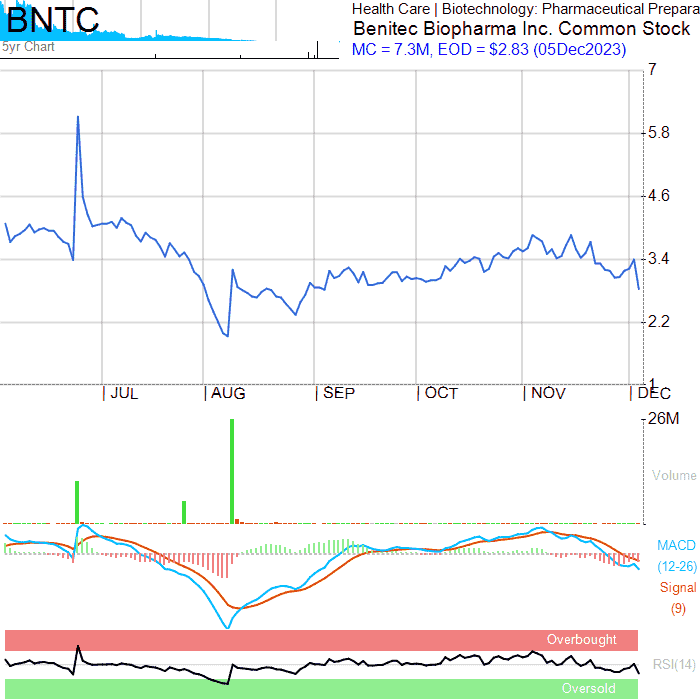 BNTC
5yr Chart
Health Care | Biotechnology: Pharmaceutical Prepara
Benitec Biopharma Inc. Common Stock
MC = 7.3M, EOD = $2.83 (05Dec2023)
7
5.8
4.6
3.4
2.2
1
JUL
AUG
SEP
OCT
NOV
DEC
26M
Volume
MACD
(12-26)
Signal
(9)
Overbought
RSI(14)
Oversold